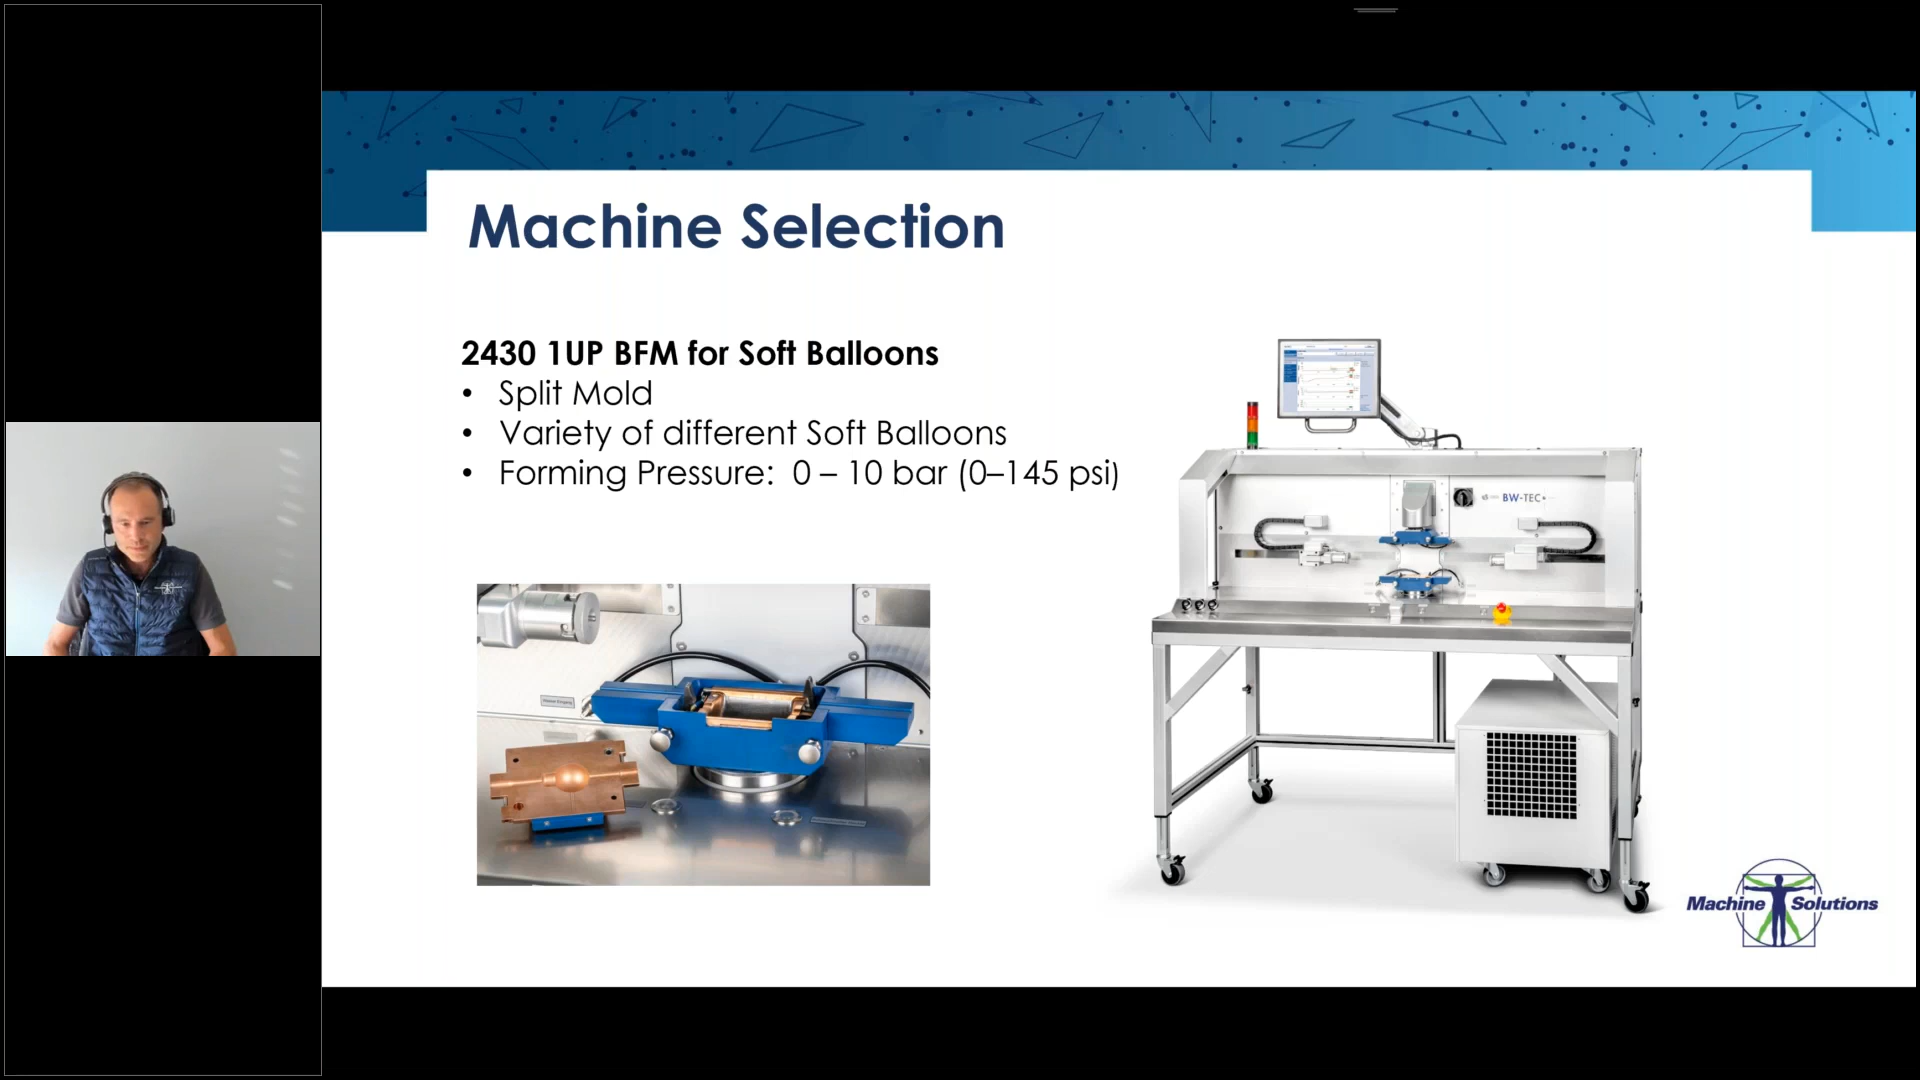 Machine Selection
2430 1UP BFM for Soft Balloons
• Split Mold
• Variety of different Soft Balloons
• Forming Pressure: 0 – 10 bar (0–145 psi)
BW-TEC
Machine Solutions